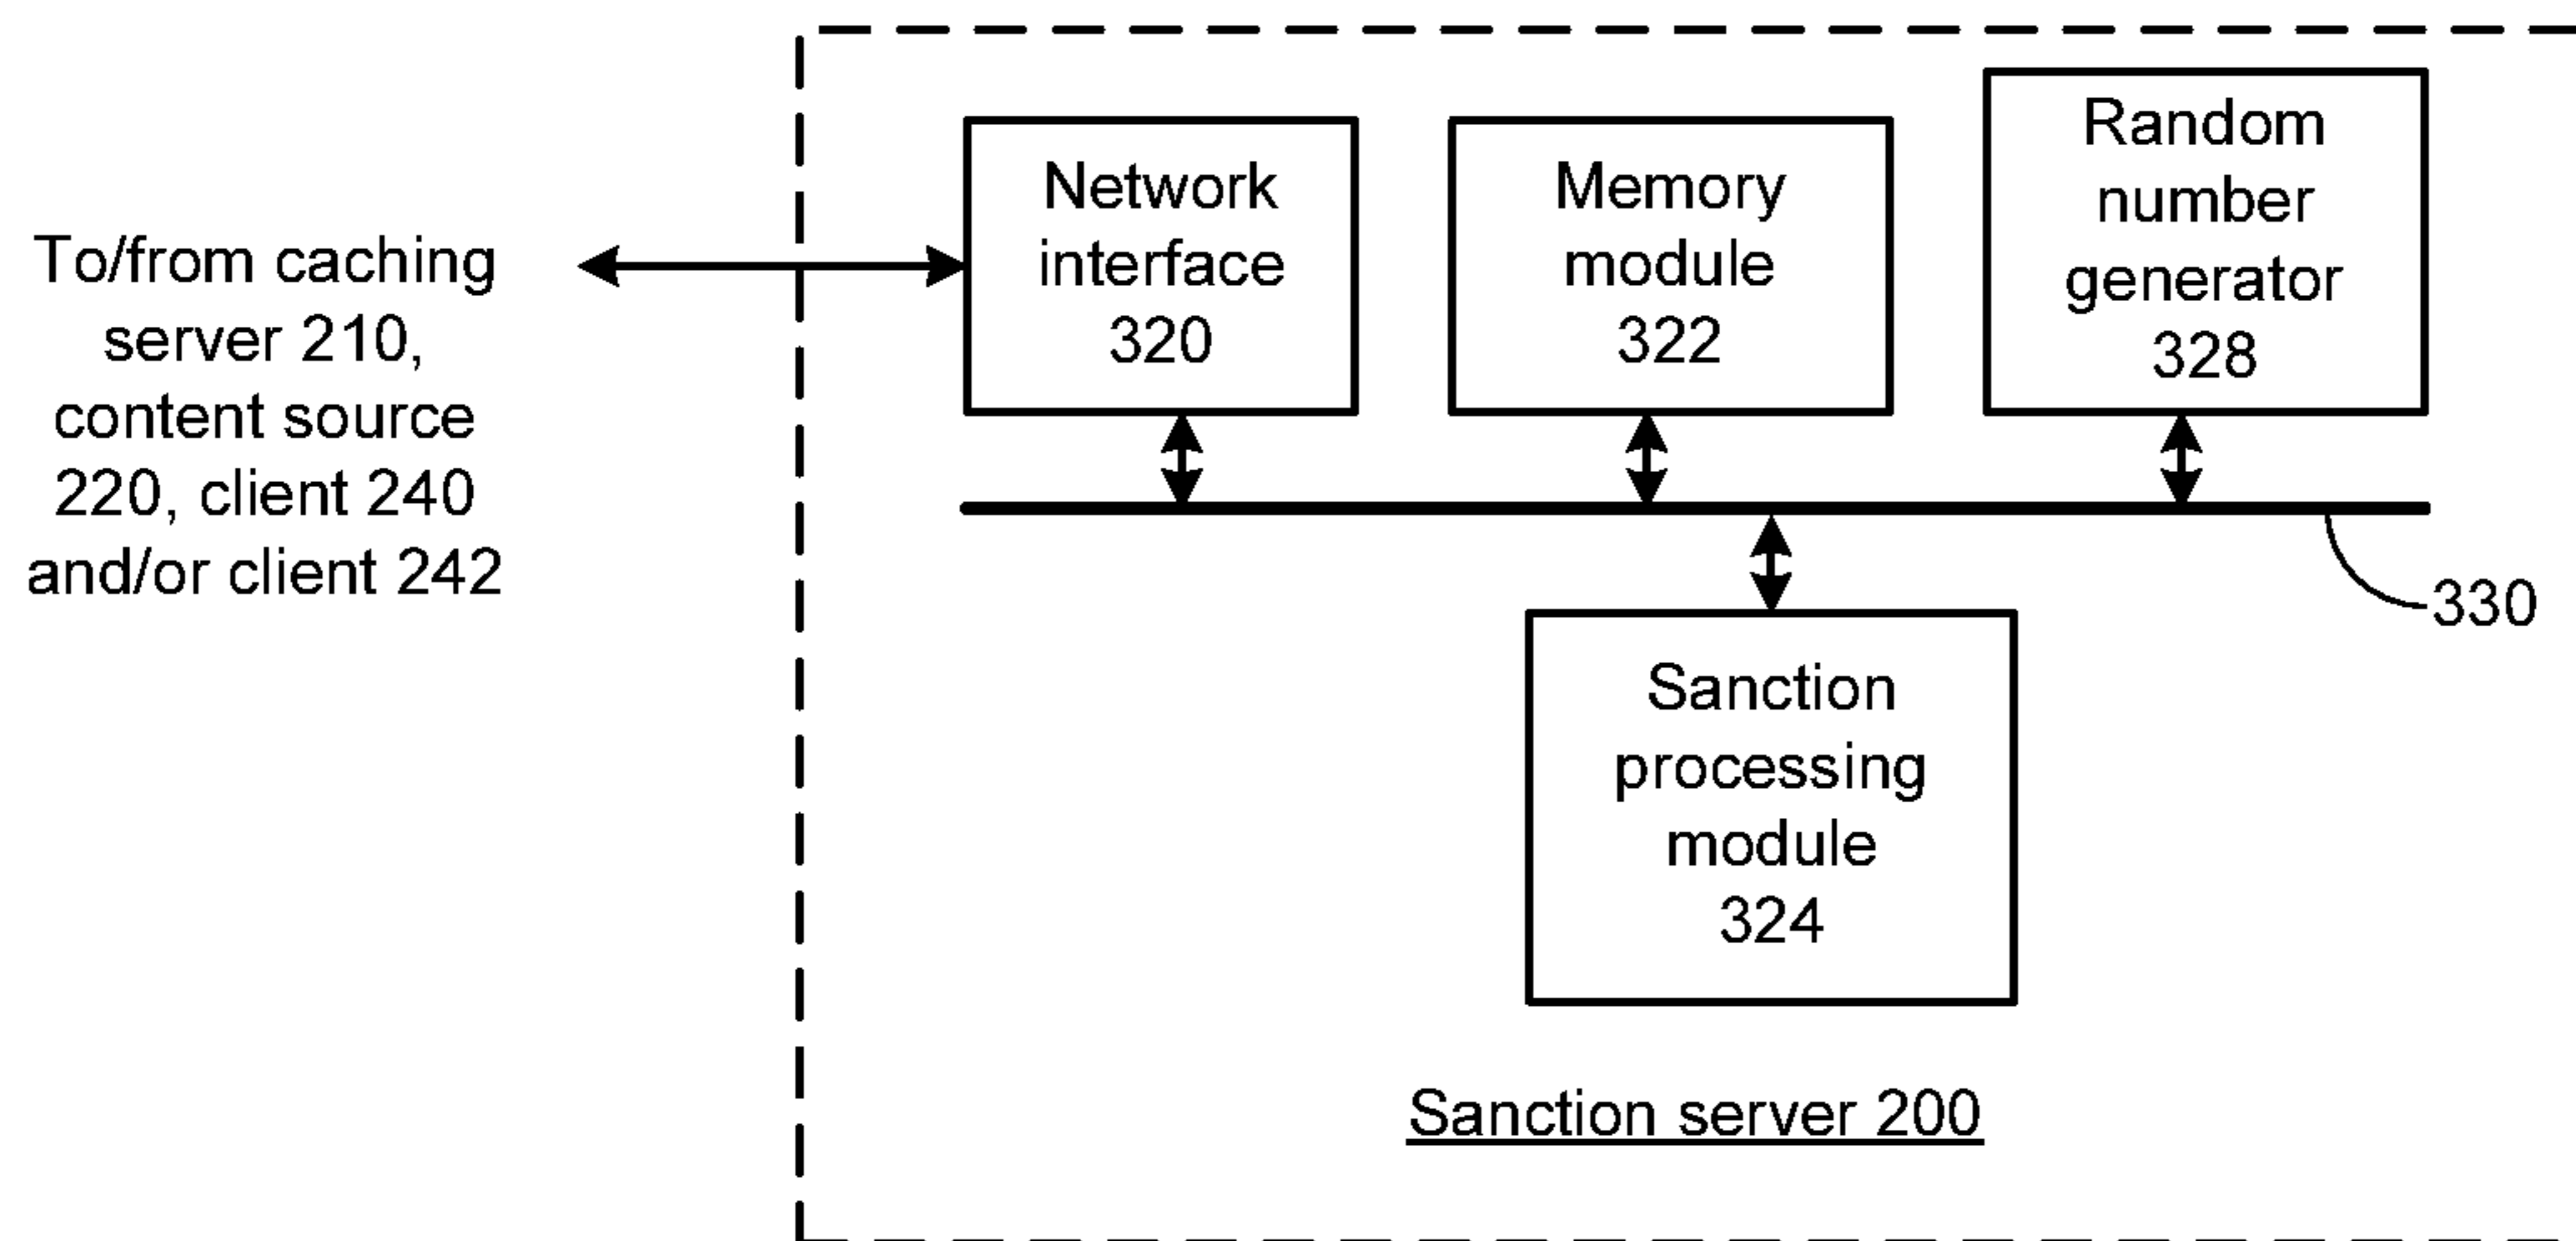 To/from caching
server 210,
content source
220, client 240
and/or client 242
Network
interface
320
Memory
module
322
Random
number
generator
328
330
Sanction
processing
module
324
Sanction server 200